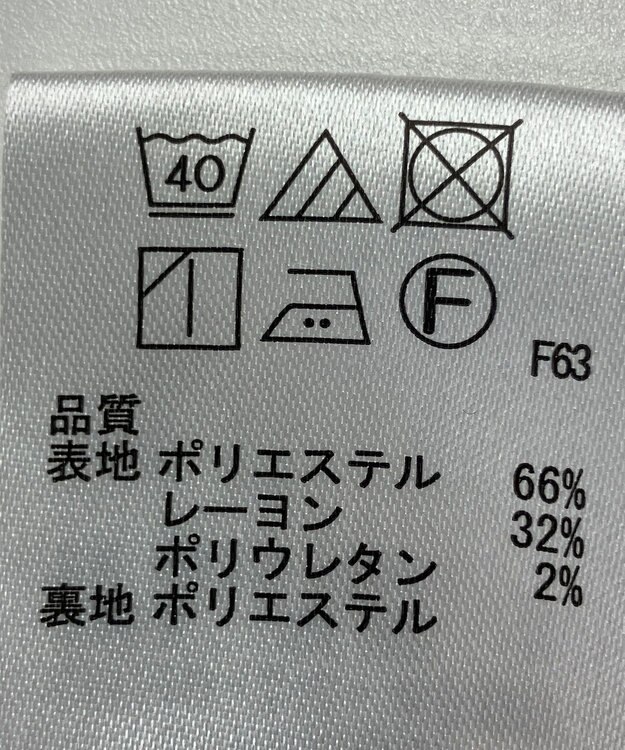 40
F
F63
品質
表地 ポリエステル 66%
レーヨン 32%
ポリウレタン 2%
裏地 ポリエステル